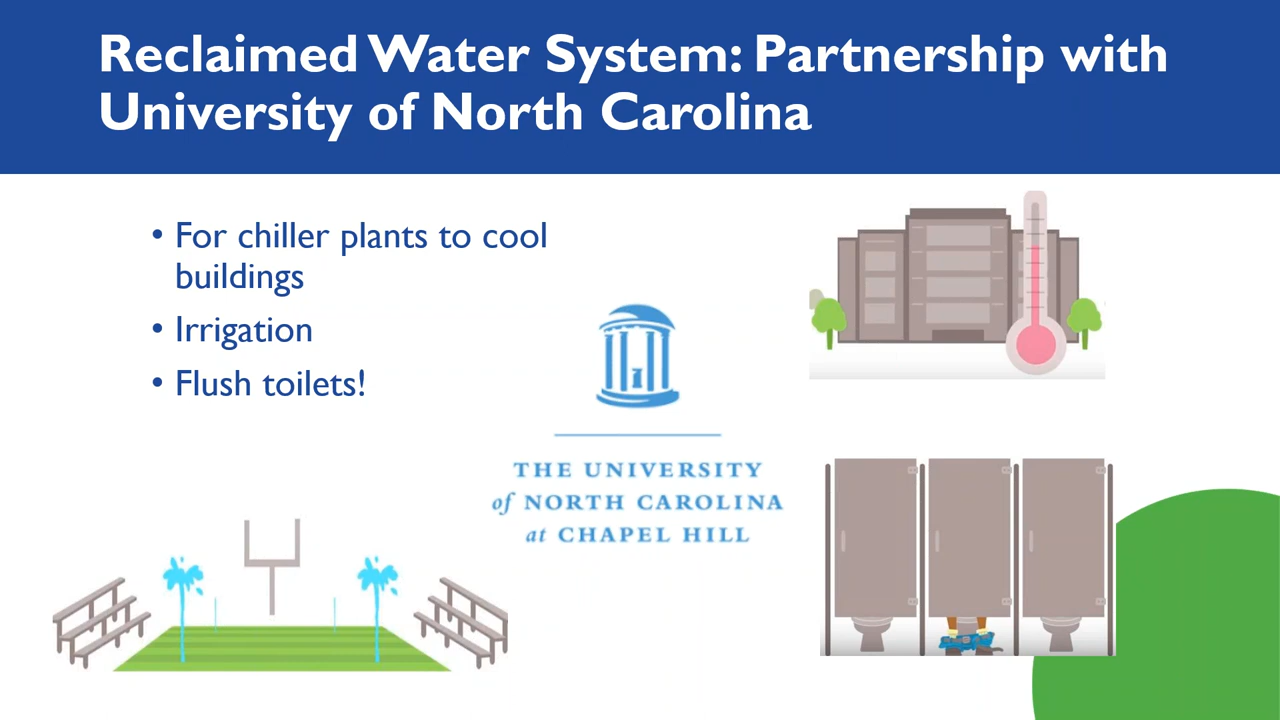 Reclaimed Water System: Partnership with
University of North Carolina
• For chiller plants to cool
buildings
• Irrigation
• Flush toilets!
THE UNIVERSITY
of NORTH CAROLINA
at CHAPEL HILL